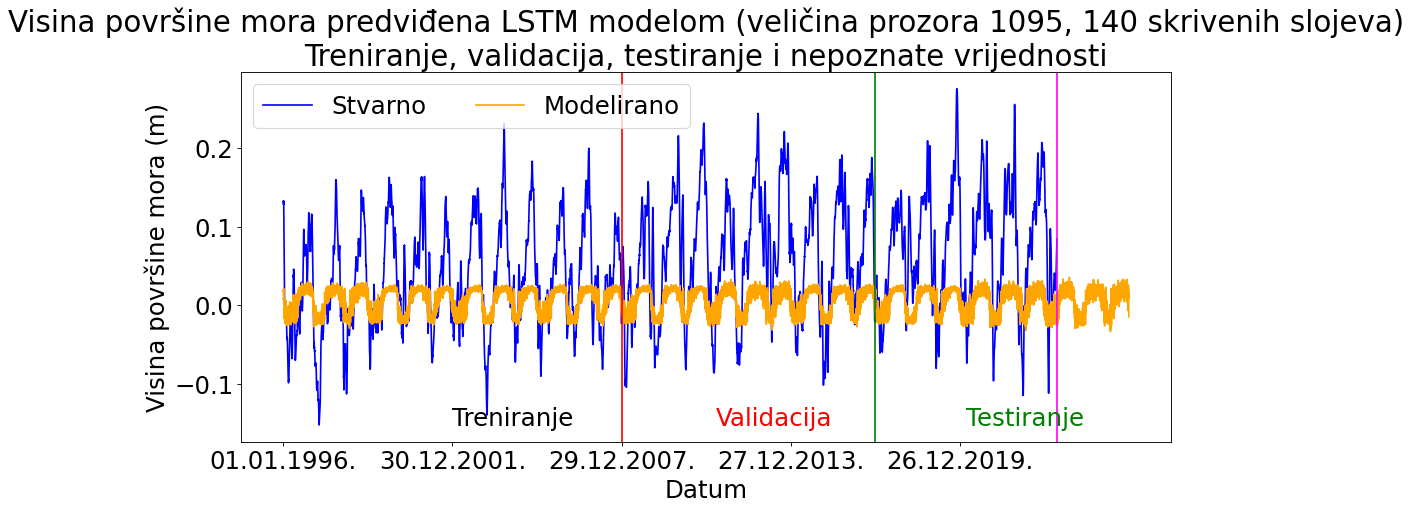 Visina površine mora predviđena LSTM modelom (veličina prozora 1095, 140 skrivenih slojeva)
Treniranje, validacija, testiranje i nepoznate vrijednosti
Stvarno
Modelirano
Visina površine mora (m)
0.2
0.1
0.0
−0.1
Treniranje
Validacija
Testiranje
01.01.1996.
30.12.2001.
29.12.2007.
27.12.2013.
26.12.2019.
Datum